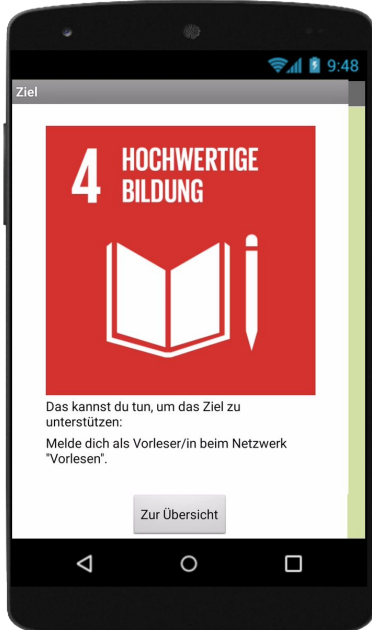 9:48
Ziel
4 HOCHWERTIGE
BILDUNG
Das kannst du tun, um das Ziel zu
unterstützen:
Melde dich als Vorleser/in beim Netzwerk
"Vorlesen".
Zur Übersicht